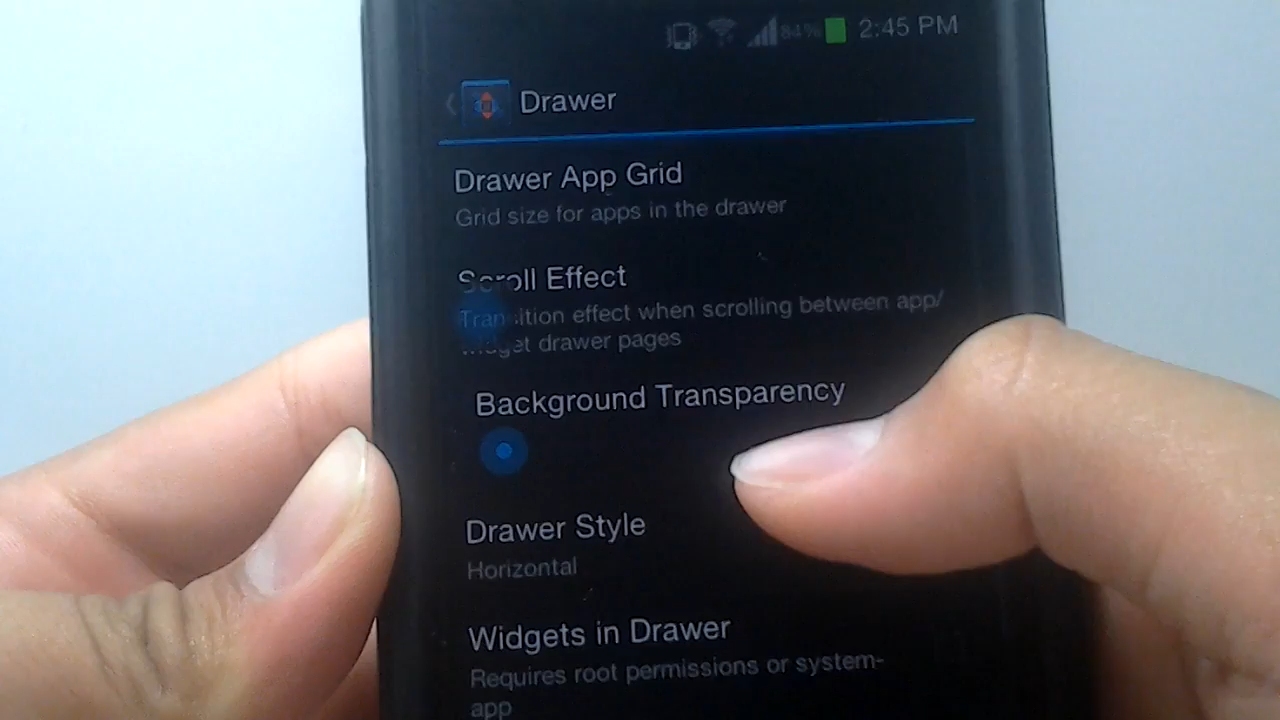 84% 2:45 PM
Drawer
Drawer App Grid
Grid size for apps in the drawer
Scroll Effect
Transition effect when scrolling between app/
widget drawer pages
Background Transparency
Drawer Style
Horizontal
Widgets in Drawer
Requires root permissions or system-
app